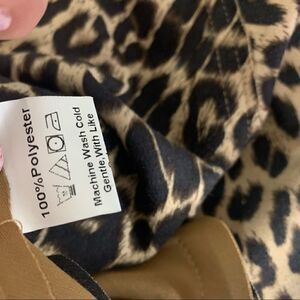 100%Polyester
Machine Wash Cold
Gentle,With Like